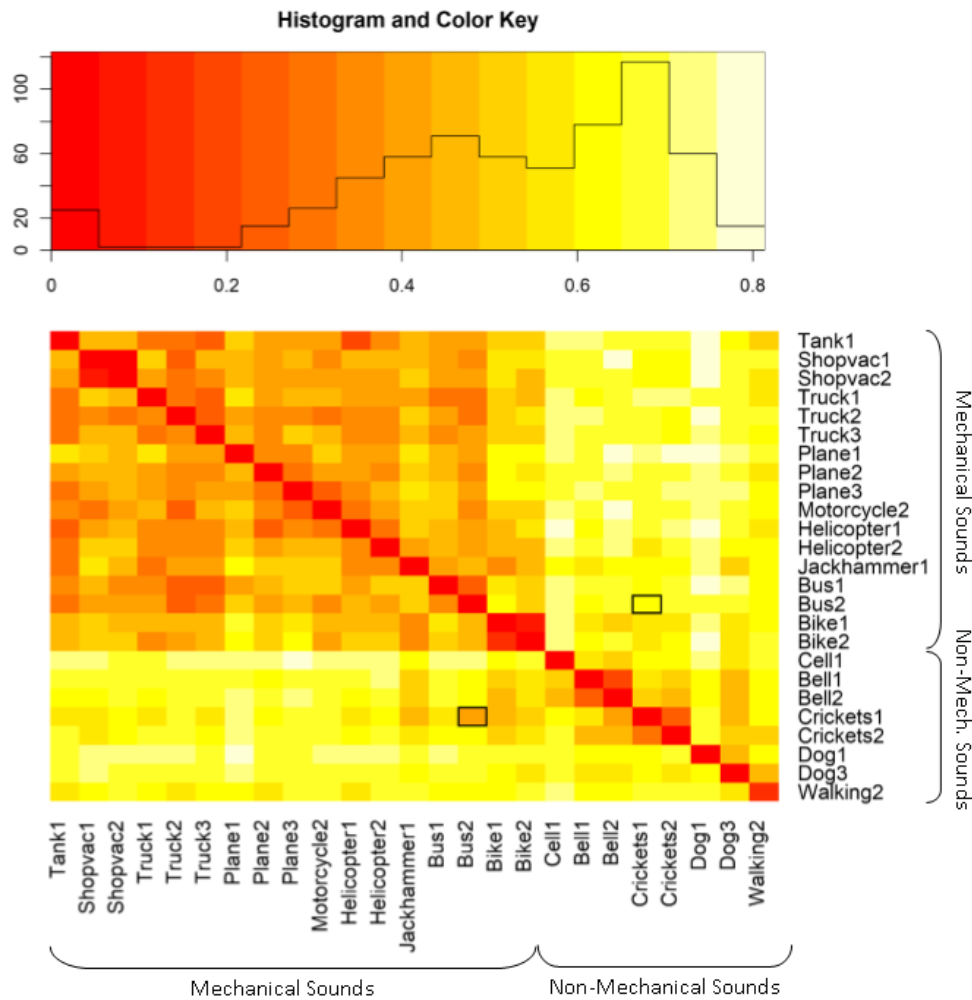 Histogram and Color Key
100
60
20
0
0 0.2 0.4 0.6 0.8
Tank1
Shopvac1
Shopvac2
Truck1
Truck2
Truck3
Plane1
Plane2
Plane3
Motorcycle2
Helicopter1
Helicopter2
Jackhammer1
Bus1
Bus2
Bike1
Bike2
Cell1
Bell1
Bell2
Crickets1
Crickets2
Dog1
Dog3
Walking2
Mechanical Sounds
Non-Mech. Sounds
Tank1
Shopvac1
Shopvac2
Truck1
Truck2
Truck3
Plane1
Plane2
Plane3
Motorcycle2
Helicopter1
Helicopter2
Jackhammer1
Bus1
Bus2
Bike1
Bike2
Cell1
Bell1
Bell2
Crickets1
Crickets2
Dog1
Dog3
Walking2
Mechanical Sounds
Non-Mechanical Sounds